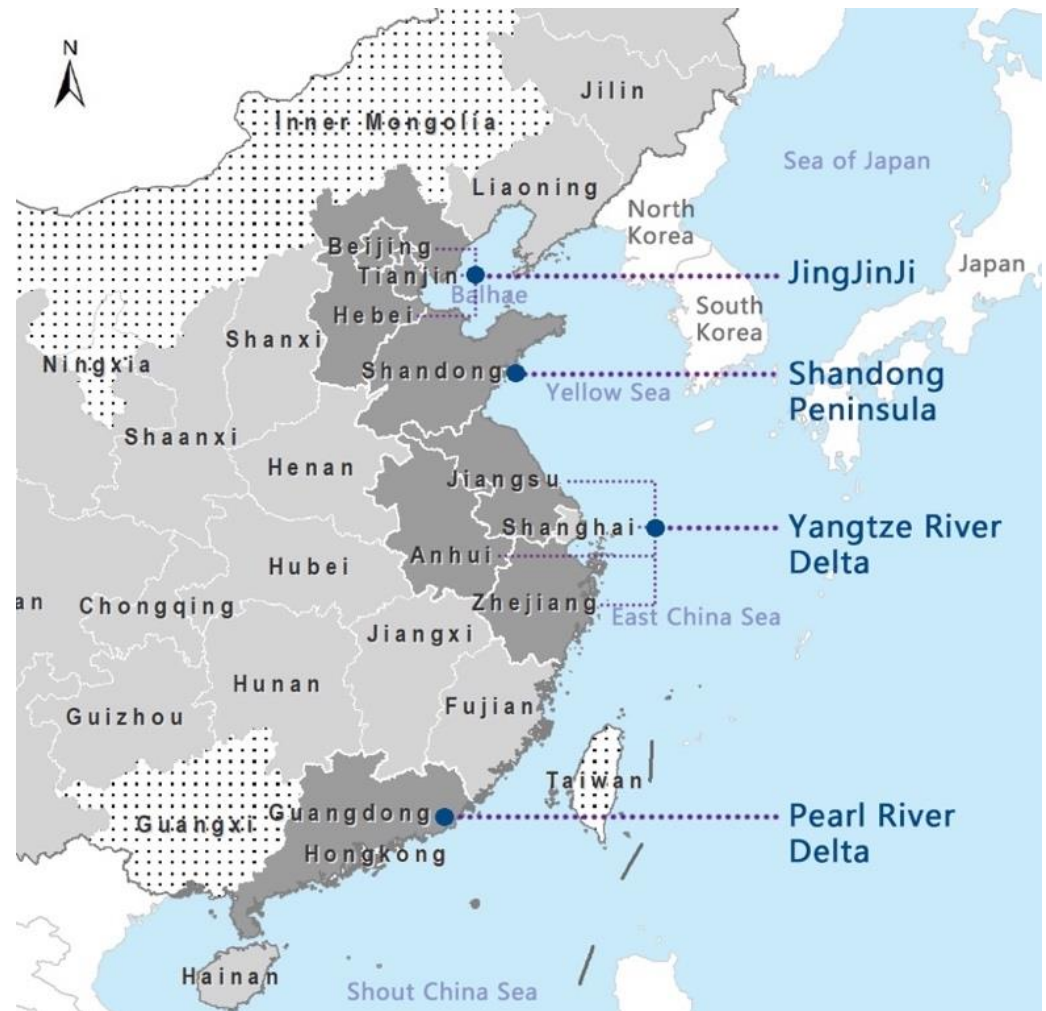 N
Jilin
Inner Mongolia
Sea of Japan
Liaoning
North
Korea
Beijing
Tianjin
JingJinJi
Japan
Balhae
Hebei
South
Korea
Shanxi
Ningxia
Shandong
Shandong
Peninsula
Yellow Sea
Shaanxi
Henan
Jiangsu
Shanghai
Yangtze River
Delta
Anhui
Hubei
an
Chongqing
Zhejiang
East China Sea
Jiangxi
Hunan
Guizhou
Fujian
Taiwan
Guangdong
Pearl River
Delta
Guangxi
Hongkong
Hainan
Shout China Sea